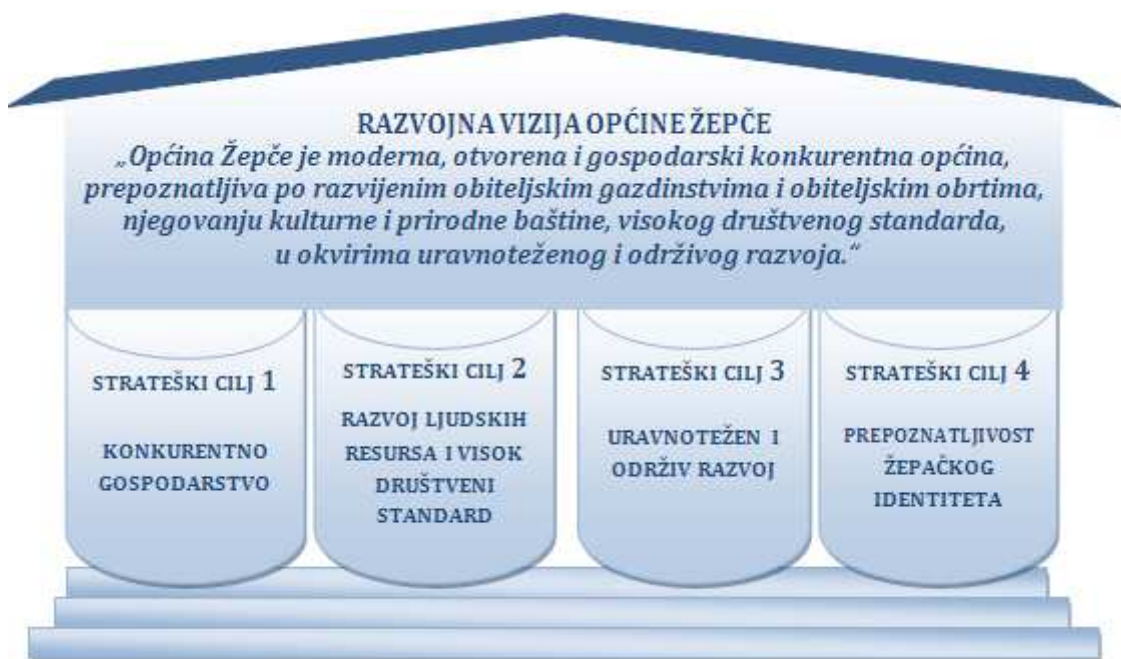 RAZVOJNA VIZIJA OPĆINE ŽEPČE
„Općina Žepče je moderna, otvorena i gospodarski konkurentna općina,
prepoznatljiva po razvijenim obiteljskim gazdinstvima i obiteljskim obrtima,
njegovanju kulturne i prirodne baštine, visokog društvenog standarda,
u okvirima uravnoteženog i održivog razvoja.“
STRATEŠKI CILJ 1
KONKURENTNO
GOSPODARSTVO
STRATEŠKI CILJ 2
RAZVOJ LJUDSKIH
RESURSA I VISOK
DRUŠTVENI
STANDARD
STRATEŠKI CILJ 3
URAVNOTEŽEN I
ODRŽIV RAZVOJ
STRATEŠKI CILJ 4
PREPOZNATLJIVOST
ŽEPAČKOG
IDENTITETA